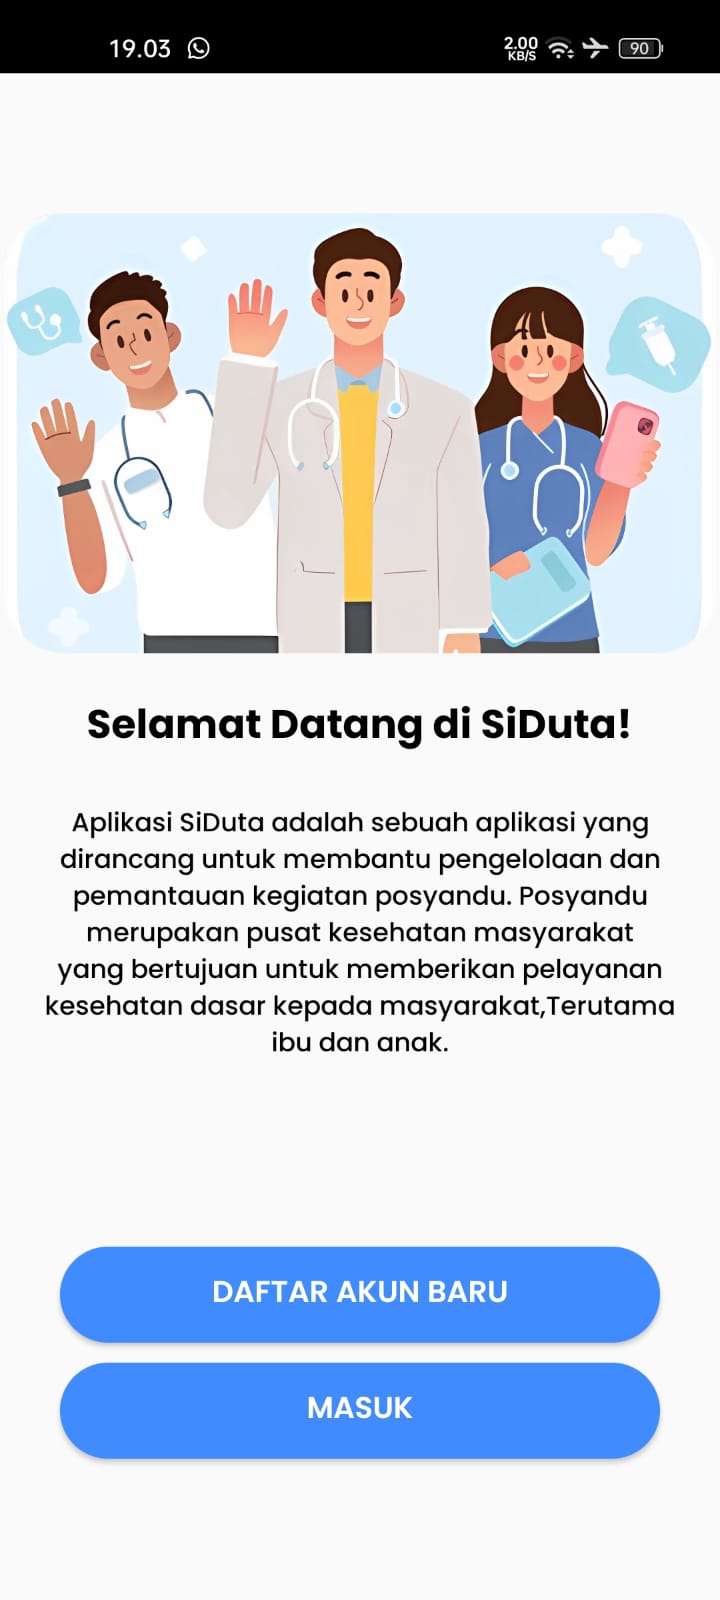 19.03
2.00
KB/S
90
Selamat Datang di SiDuta!
Aplikasi SiDuta adalah sebuah aplikasi yang
dirancang untuk membantu pengelolaan dan
pemantauan kegiatan posyandu. Posyandu
merupakan pusat kesehatan masyarakat
yang bertujuan untuk memberikan pelayanan
kesehatan dasar kepada masyarakat,Terutama
ibu dan anak.
DAFTAR AKUN BARU
MASUK